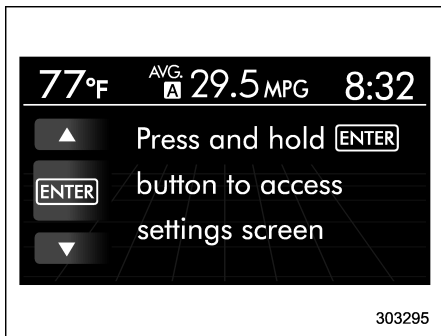 77°F AVG. A 29.5 MPG 8:32
▲ Press and hold ENTER
ENTER button to access
▼ settings screen
303295